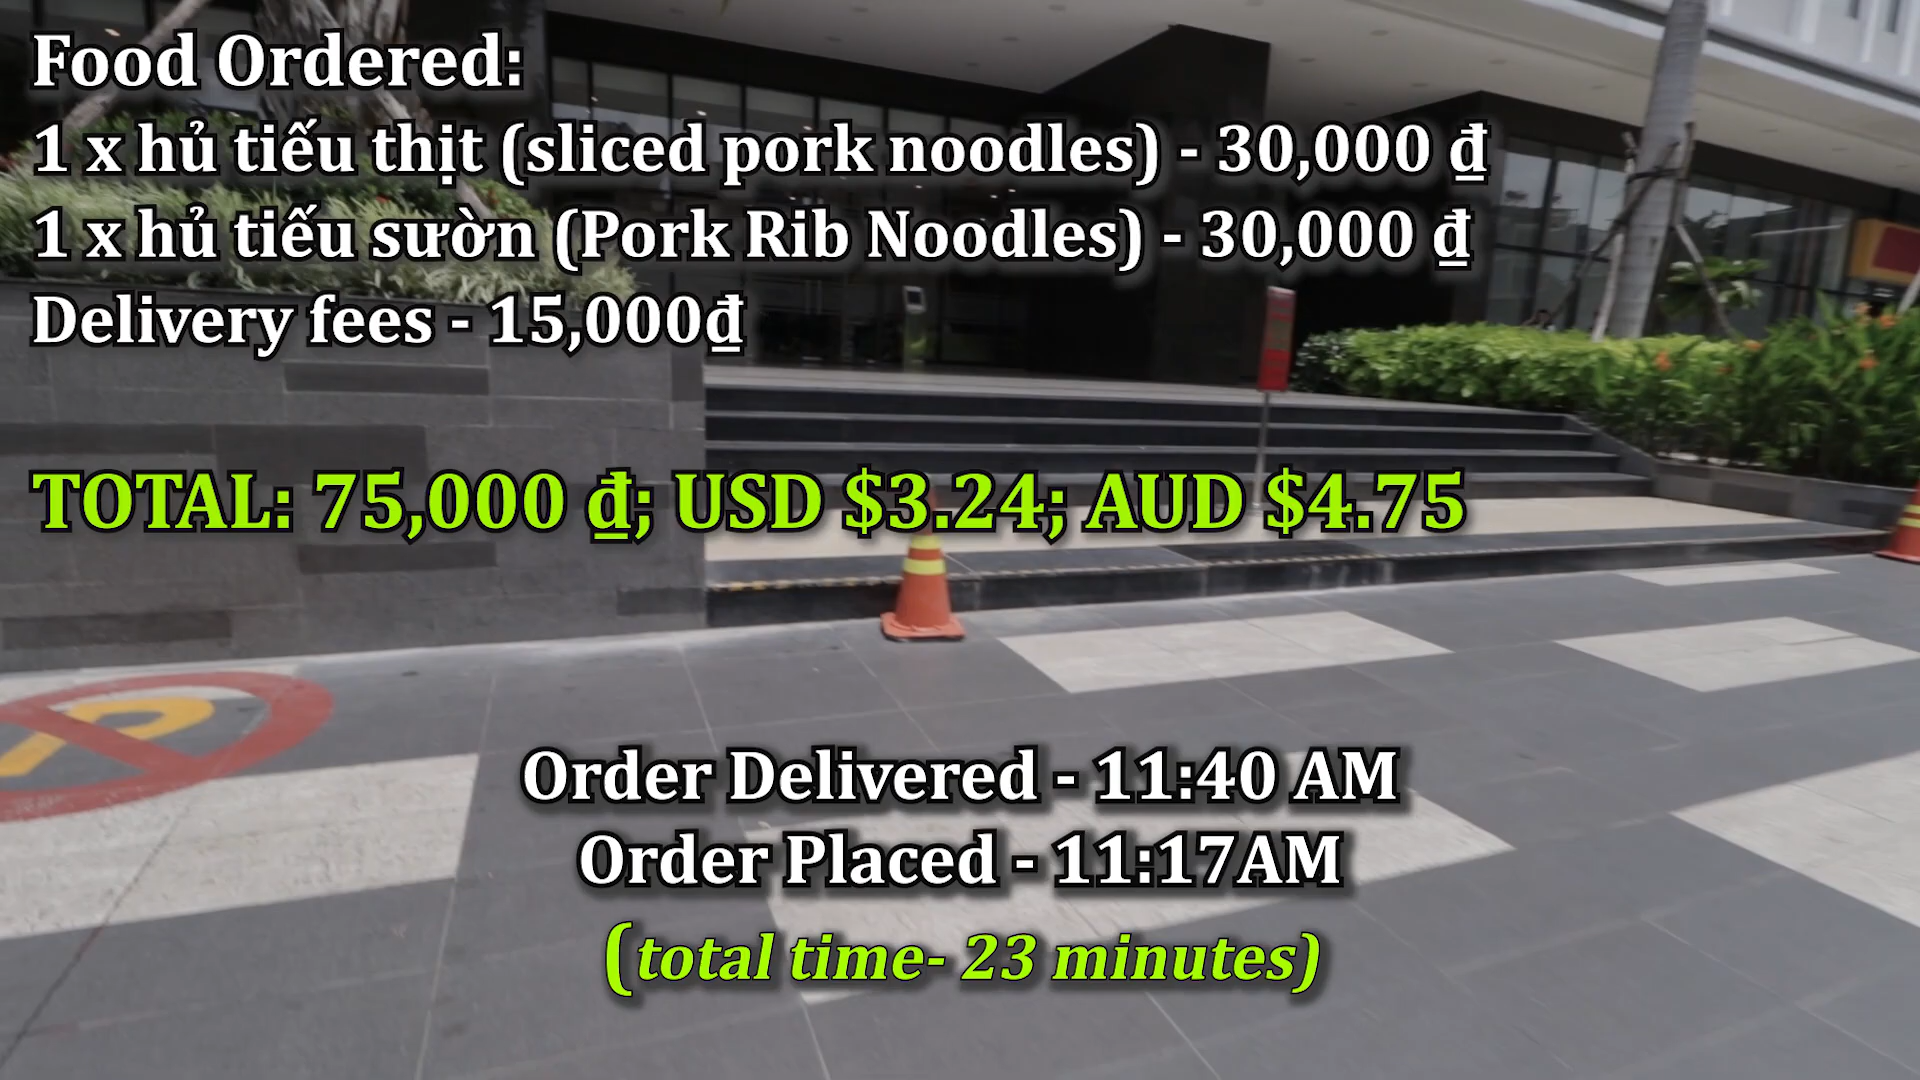 Food Ordered:
1 x hủ tiếu thịt (sliced pork noodles) - 30,000 ₫
1 x hủ tiếu sườn (Pork Rib Noodles) - 30,000 ₫
Delivery fees - 15,000₫
TOTAL: 75,000 ₫; USD $3.24; AUD $4.75
Order Delivered - 11:40 AM
Order Placed - 11:17AM
(total time- 23 minutes)
P